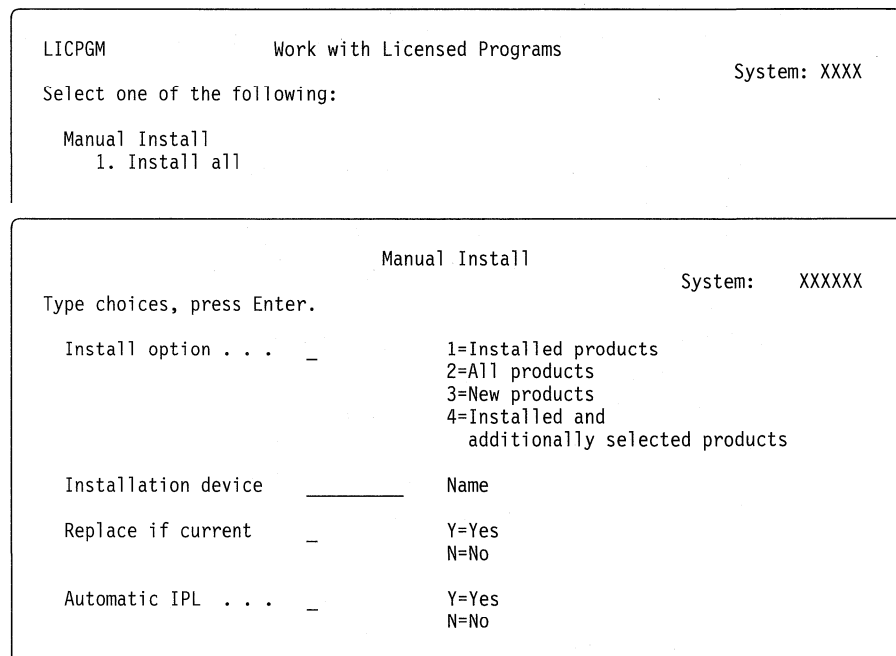 LICPGM Work with Licensed Programs
System: XXXX
Select one of the following:
Manual Install
1. Install all
Manual Install
System: XXXXXX
Type choices, press Enter.
Install option . . . _ 1=Installed products
2=All products
3=New products
4=Installed and
additionally selected products
Installation device __________ Name
Replace if current _ Y=Yes
N=No
Automatic IPL . . . _ Y=Yes
N=No